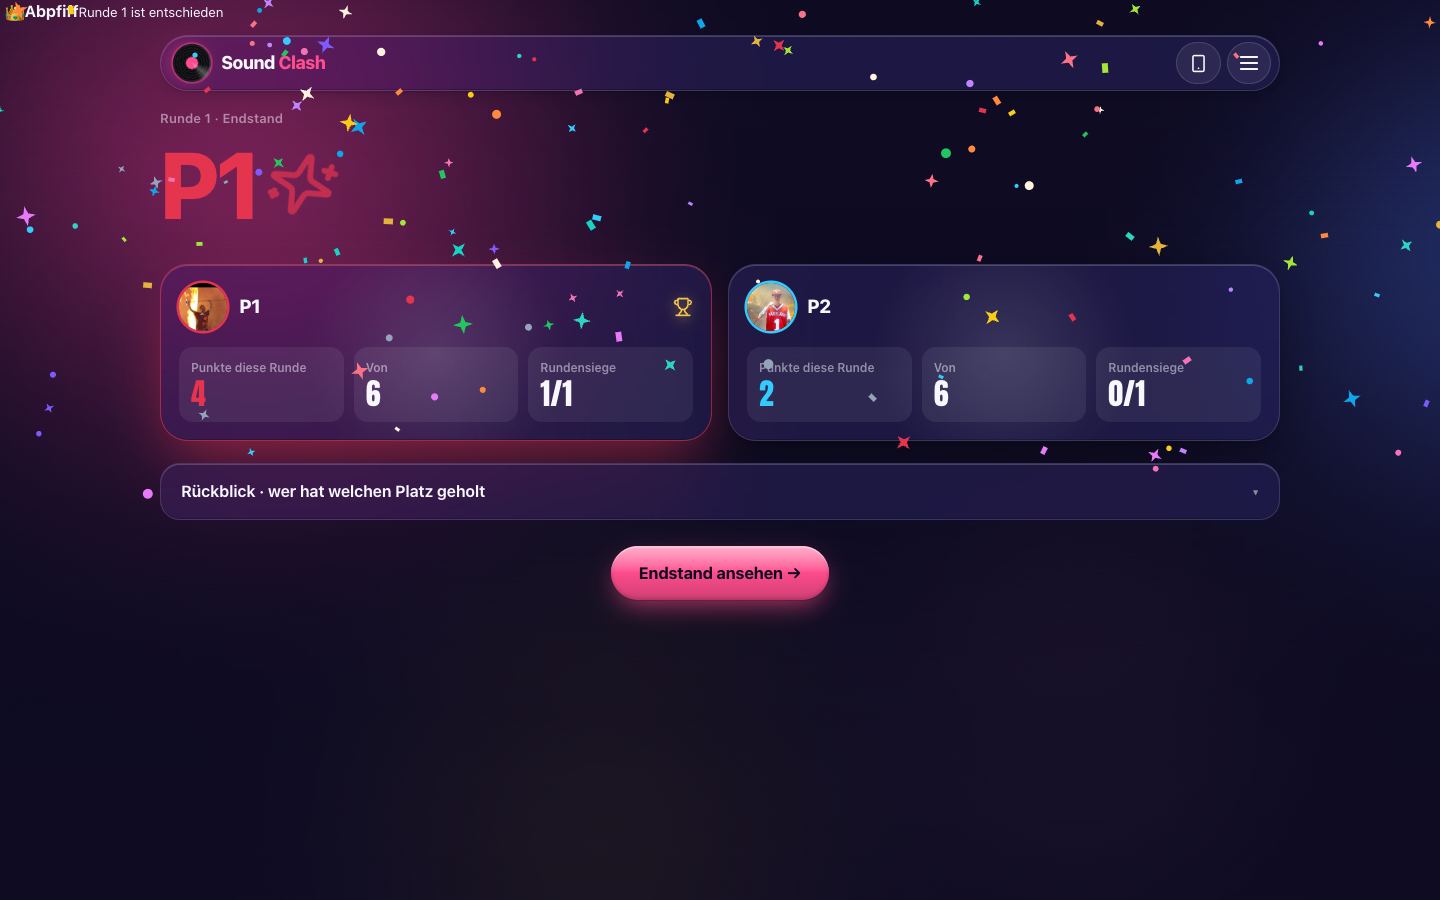 Abpfiff Runde 1 ist entschieden
Sound Clash
Runde 1 · Endstand
P1
P1
Punkte diese Runde
4
Von
6
Rundensiege
1/1
P2
Punkte diese Runde
2
Von
6
Rundensiege
0/1
Rückblick · wer hat welchen Platz geholt
Endstand ansehen →